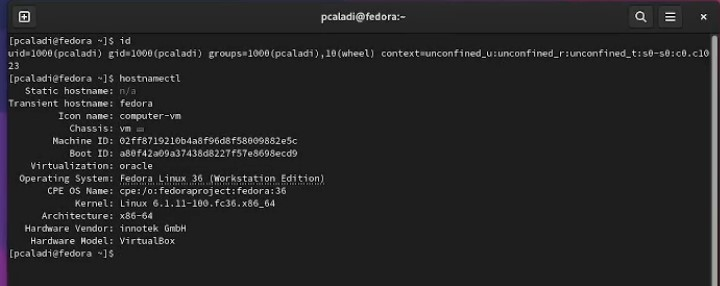 pcaladi@fedora:~
[pcaladi@fedora ~]$ id
uid=1000(pcaladi) gid=1000(pcaladi) groups=1000(pcaladi),10(wheel) context=unconfined_u:unconfined_r:unconfined_t:s0-s0:c0.c10
23
[pcaladi@fedora ~]$ hostnamectl
Static hostname: n/a
Transient hostname: fedora
Icon name: computer-vm
Chassis: vm
Machine ID: 02ff8719210b4a8f96d8f58009882e5c
Boot ID: a80f42a09a37438d8227f57e8698ecd9
Virtualization: oracle
Operating System: Fedora Linux 36 (Workstation Edition)
CPE OS Name: cpe:/o:fedoraproject:fedora:36
Kernel: Linux 6.1.11-100.fc36.x86_64
Architecture: x86-64
Hardware Vendor: innotek GmbH
Hardware Model: VirtualBox
[pcaladi@fedora ~]$